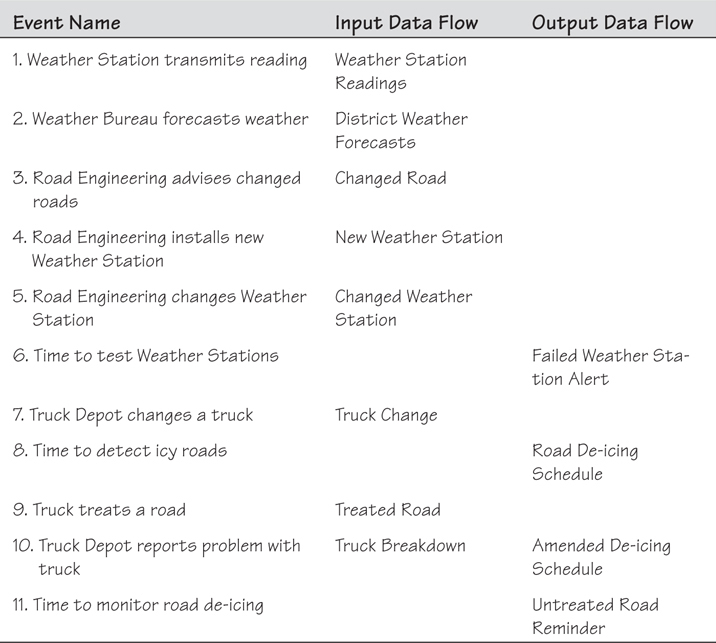 Event Name Input Data Flow Output Data Flow
1. Weather Station transmits reading Weather Station
Readings
2. Weather Bureau forecasts weather District Weather
Forecasts
3. Road Engineering advises changed Changed Road
roads
4. Road Engineering installs new New Weather Station
Weather Station
5. Road Engineering changes Weather Changed Weather
Station Station
6. Time to test Weather Stations Failed Weather Sta-
tion Alert
7. Truck Depot changes a truck Truck Change
8. Time to detect icy roads Road De-icing
Schedule
9. Truck treats a road Treated Road
10. Truck Depot reports problem with Truck Breakdown Amended De-icing
truck Schedule
11. Time to monitor road de-icing Untreated Road
Reminder